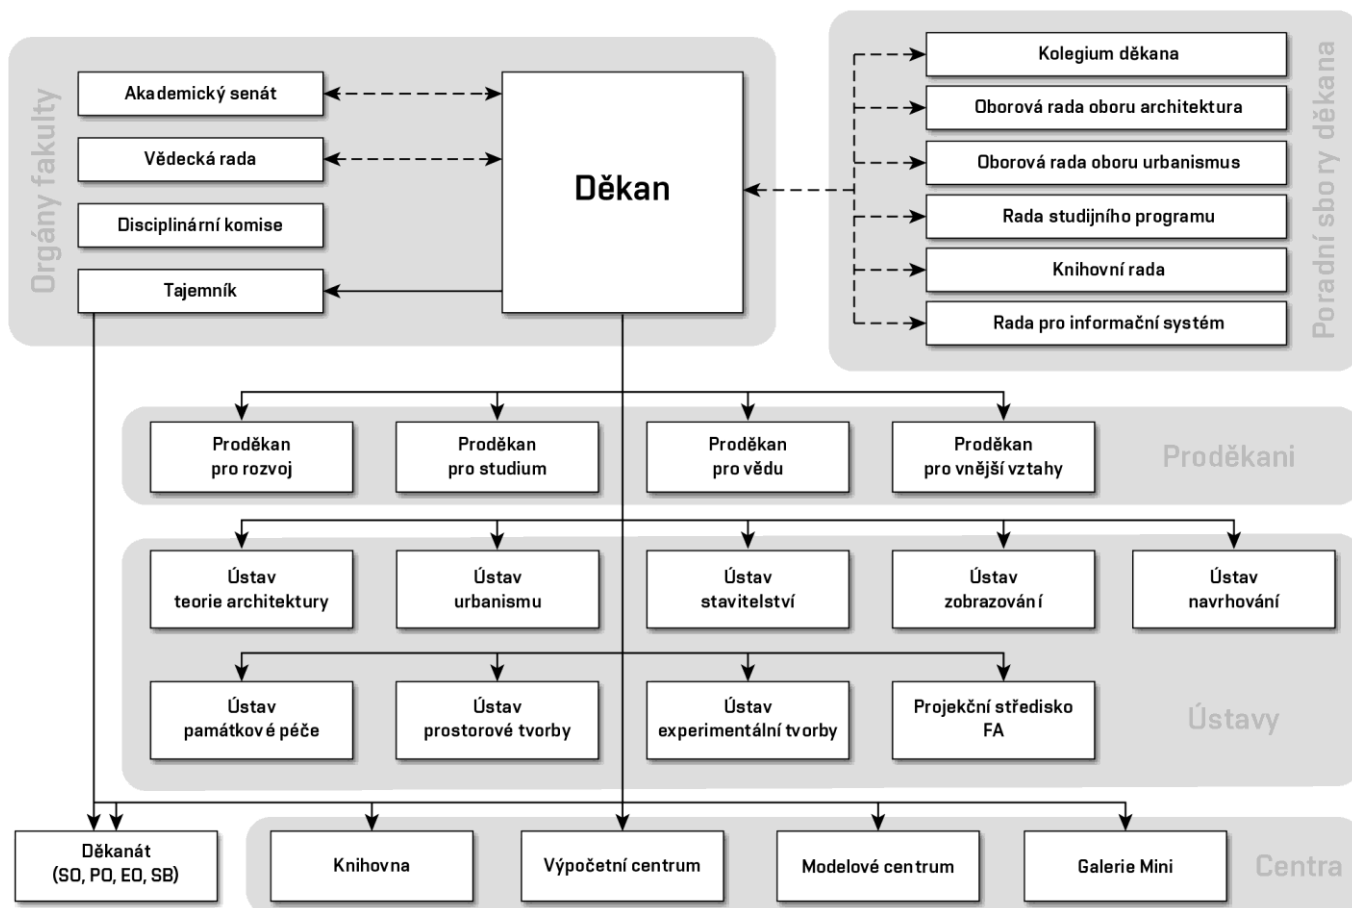 Orgány fakulty
Akademický senát
Vědecká rada
Disciplinární komise
Tajemník
Děkan
Kolegium děkana
Oborová rada oboru architektura
Oborová rada oboru urbanismus
Rada studijního programu
Knihovní rada
Rada pro informační systém
Poradní sbory děkana
Proděkan
pro rozvoj
Proděkan
pro studium
Proděkan
pro vědu
Proděkan
pro vnější vztahy
Proděkani
Ústav
teorie architektury
Ústav
urbanismu
Ústav
stavitelství
Ústav
zobrazování
Ústav
navrhování
Ústav
památkové péče
Ústav
prostorové tvorby
Ústav
experimentální tvorby
Projekční středisko
FA
Ústavy
Děkanát
(SO, PO, EO, SB)
Knihovna
Výpočetní centrum
Modelové centrum
Galerie Mini
Centra